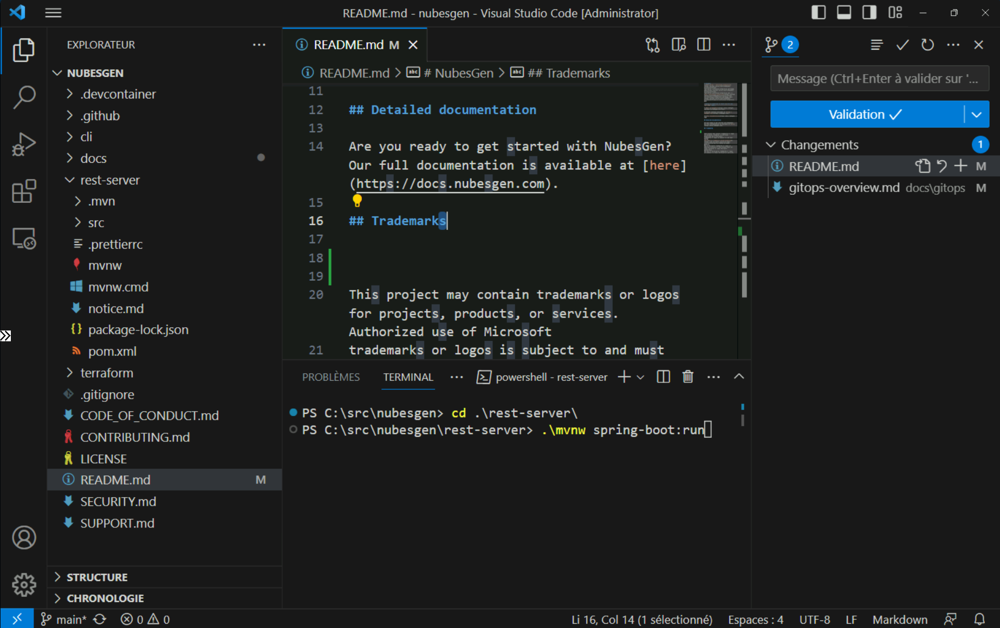 README.md - nubesgen - Visual Studio Code [Administrator]
EXPLORATEUR
NUBESGEN
.devcontainer
.github
cli
docs
rest-server
.mvn
src
.prettierrc
mvnw
mvnw.cmd
notice.md
{} package-lock.json
pom.xml
terraform
.gitignore
CODE_OF_CONDUCT.md
CONTRIBUTING.md
LICENSE
README.md M
SECURITY.md
SUPPORT.md
STRUCTURE
CHRONOLOGIE
README.md M
README.md > abc # NubesGen > abc ## Trademarks
11
12 ## Detailed documentation
13
14 Are you ready to get started with NubesGen?
Our full documentation is available at [here]
(https://docs.nubesgen.com).
15
16 ## Trademarks
17
18
19
20 This project may contain trademarks or logos
for projects, products, or services.
Authorized use of Microsoft
21 trademarks or logos is subject to and must
PROBLÈMES TERMINAL powershell - rest-server
PS C:\src\nubesgen> cd .\rest-server\
PS C:\src\nubesgen\rest-server> .\mvnw spring-boot:run
2
Message (Ctrl+Enter à valider sur '...
Validation
Changements 1
README.md M
gitops-overview.md docs\gitops M
main* 0 0
Li 16, Col 14 (1 sélectionné) Espaces : 4 UTF-8 LF Markdown